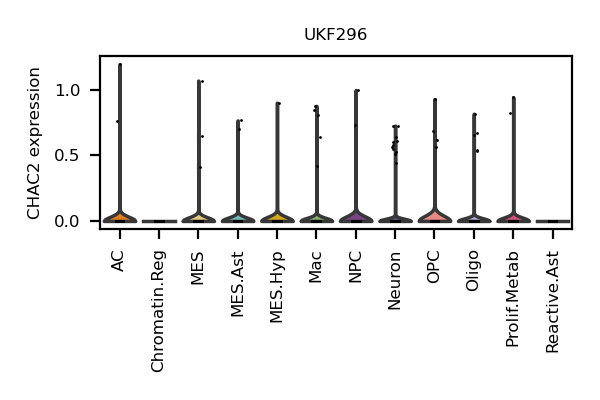 UKF296
CHAC2 expression
1.0
0.5
0.0
AC
Chromatin.Reg
MES
MES.Ast
MES.Hyp
Mac
NPC
Neuron
OPC
Oligo
Prolif.Metab
Reactive.Ast